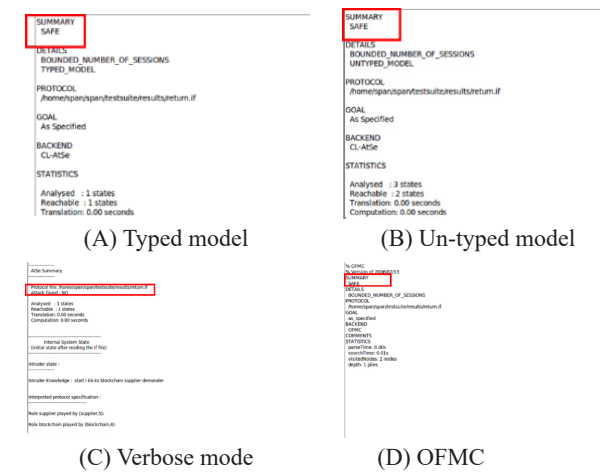 SUMMARY
SAFE
DETAILS
BOUNDED_NUMBER_OF_SESSIONS
TYPED_MODEL
PROTOCOL
/home/span/span/testsuite/results/return.if
GOAL
As Specified
BACKEND
CL-AtSe
STATISTICS
Analysed : 1 states
Reachable : 1 states
Translation: 0.00 seconds
(A) Typed model
SUMMARY
SAFE
DETAILS
BOUNDED_NUMBER_OF_SESSIONS
UNTYPED_MODEL
PROTOCOL
/home/span/span/testsuite/results/return.if
GOAL
As Specified
BACKEND
CL-AtSe
STATISTICS
Analysed : 3 states
Reachable : 2 states
Translation: 0.00 seconds
Computation: 0.00 seconds
(B) Un-typed model
AtSe Summary
Protocol file: /home/span/span/testsuite/results/return.if
Attack found : NO
Analysed : 1 states
Reachable : 1 states
Translation: 0.00 seconds
Computation: 0.00 seconds
Internal System State
(initial state after reading the if file)
Intruder state :
Intruder Knowledge : start i kb ks blockchain supplier demander
Interpreted protocol specification :
Role supplier played by (supplier,3):
Role blockchain played by (blockchain,4):
(C) Verbose mode
% OFMC
% Version of 2006/02/13
SUMMARY
SAFE
DETAILS
BOUNDED_NUMBER_OF_SESSIONS
PROTOCOL
/home/span/span/testsuite/results/return.if
GOAL
as_specified
BACKEND
OFMC
COMMENTS
STATISTICS
parseTime: 0.00s
searchTime: 0.01s
visitedNodes: 2 nodes
depth: 1 plies
(D) OFMC